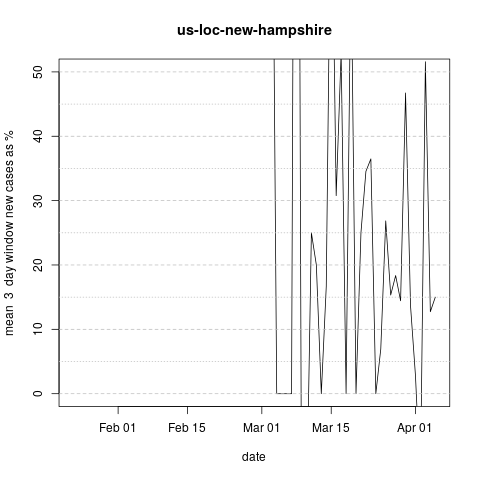 us-loc-new-hampshire
mean 3 day window new cases as %
50
40
30
20
10
0
Feb 01 Feb 15 Mar 01 Mar 15 Apr 01
date